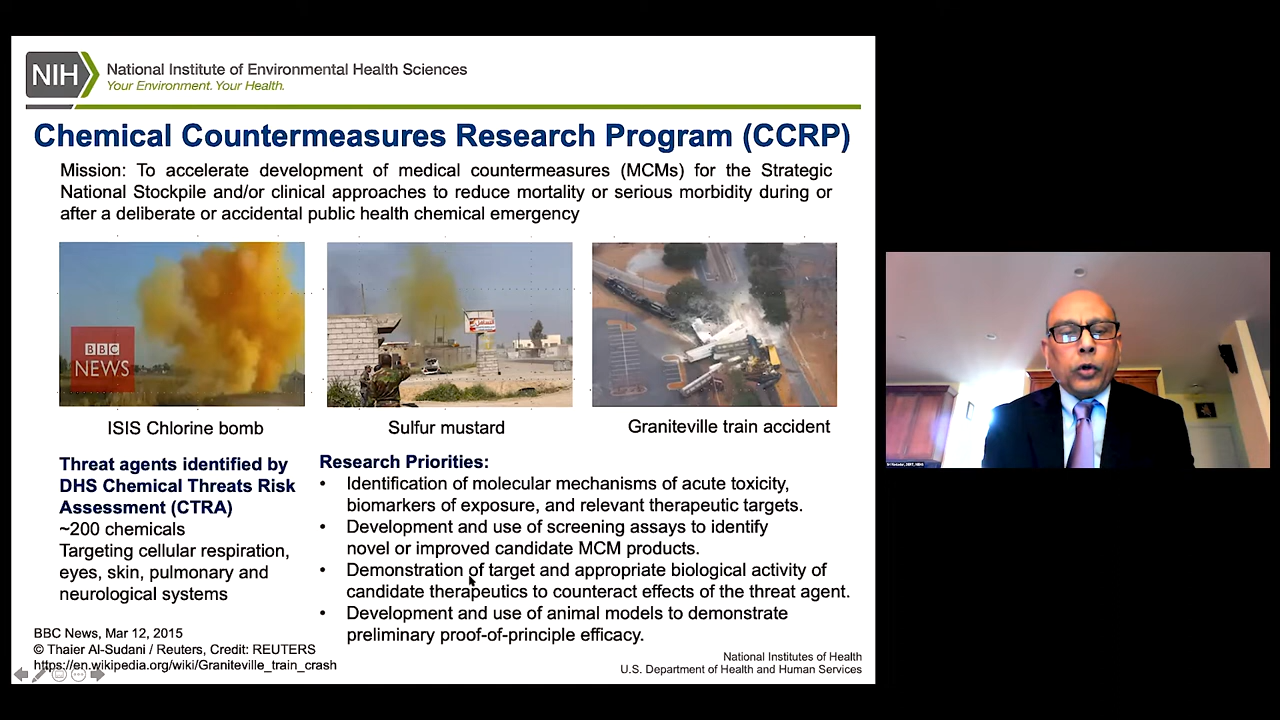 NIH
National Institute of Environmental Health Sciences
Your Environment. Your Health.
Chemical Countermeasures Research Program (CCRP)
Mission: To accelerate development of medical countermeasures (MCMs) for the Strategic
National Stockpile and/or clinical approaches to reduce mortality or serious morbidity during or
after a deliberate or accidental public health chemical emergency
BBC
NEWS
ISIS Chlorine bomb
Sulfur mustard
Graniteville train accident
Threat agents identified by
DHS Chemical Threats Risk
Assessment (CTRA)
~200 chemicals
Targeting cellular respiration,
eyes, skin, pulmonary and
neurological systems
Research Priorities:
• Identification of molecular mechanisms of acute toxicity,
biomarkers of exposure, and relevant therapeutic targets.
• Development and use of screening assays to identify
novel or improved candidate MCM products.
• Demonstration of target and appropriate biological activity of
candidate therapeutics to counteract effects of the threat agent.
• Development and use of animal models to demonstrate
preliminary proof-of-principle efficacy.
BBC News, Mar 12, 2015
© Thaier Al-Sudani / Reuters, Credit: REUTERS
https://en.wikipedia.org/wiki/Graniteville_train_crash
National Institutes of Health
U.S. Department of Health and Human Services